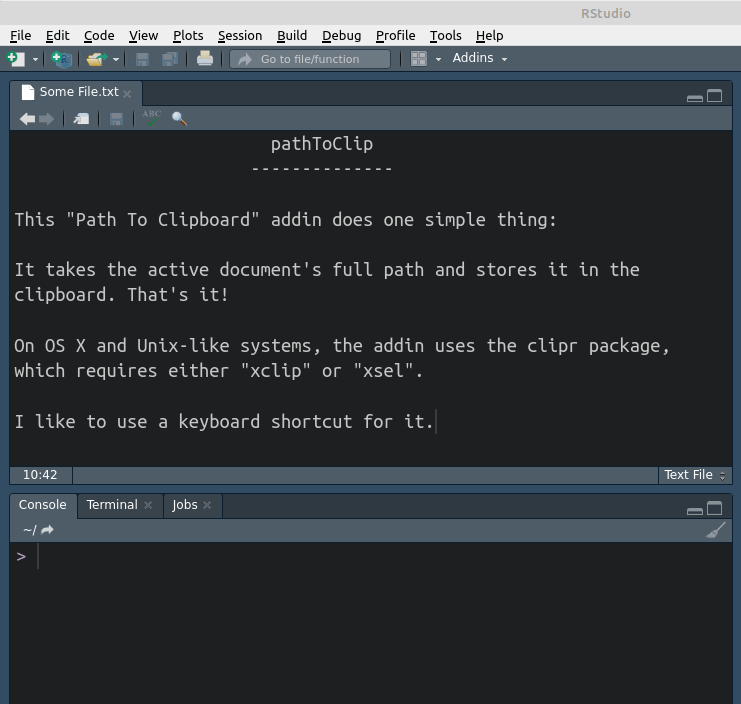 RStudio
File Edit Code View Plots Session Build Debug Profile Tools Help
Go to file/function Addins
Some File.txt
ABC
pathToClip
--------------
This "Path To Clipboard" addin does one simple thing:
It takes the active document's full path and stores it in the
clipboard. That's it!
On OS X and Unix-like systems, the addin uses the clipr package,
which requires either "xclip" or "xsel".
I like to use a keyboard shortcut for it.
10:42 Text File
Console Terminal Jobs
~/
>